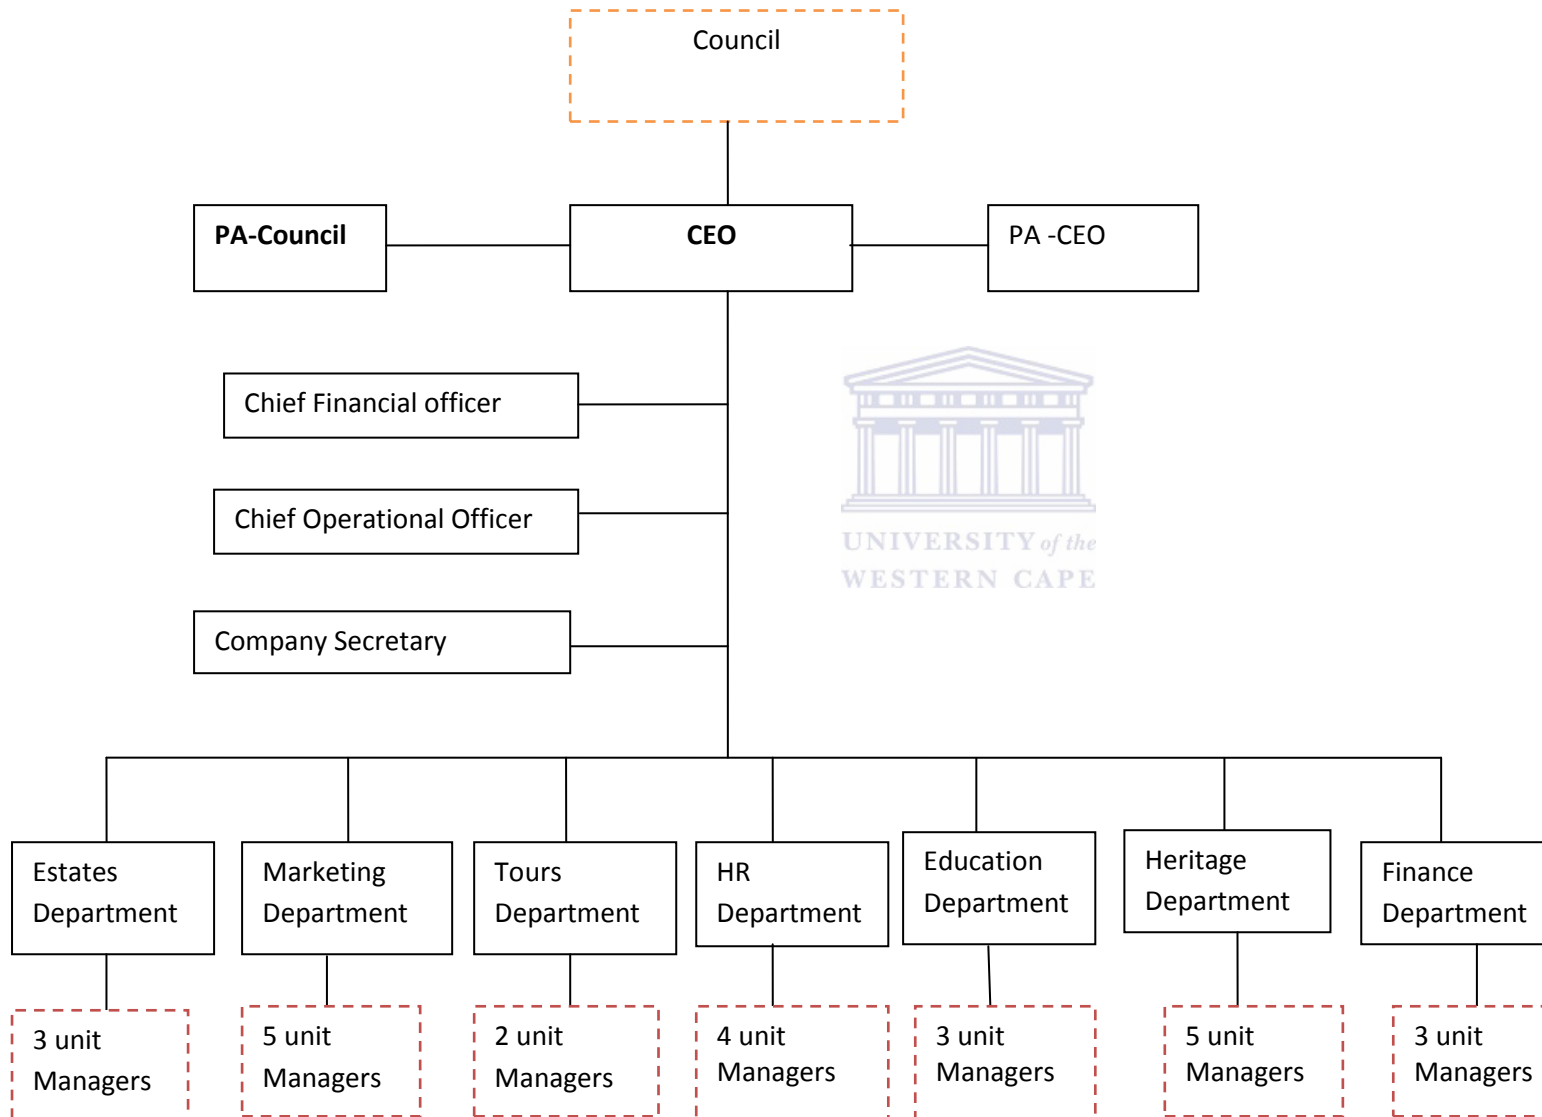 Council
PA-Council
CEO
PA -CEO
Chief Financial officer
Chief Operational Officer
UNIVERSITY of the
WESTERN CAPE
Company Secretary
Estates
Department
Marketing
Department
Tours
Department
HR
Department
Education
Department
Heritage
Department
Finance
Department
3 unit
Managers
5 unit
Managers
2 unit
Managers
4 unit
Managers
3 unit
Managers
5 unit
Managers
3 unit
Managers